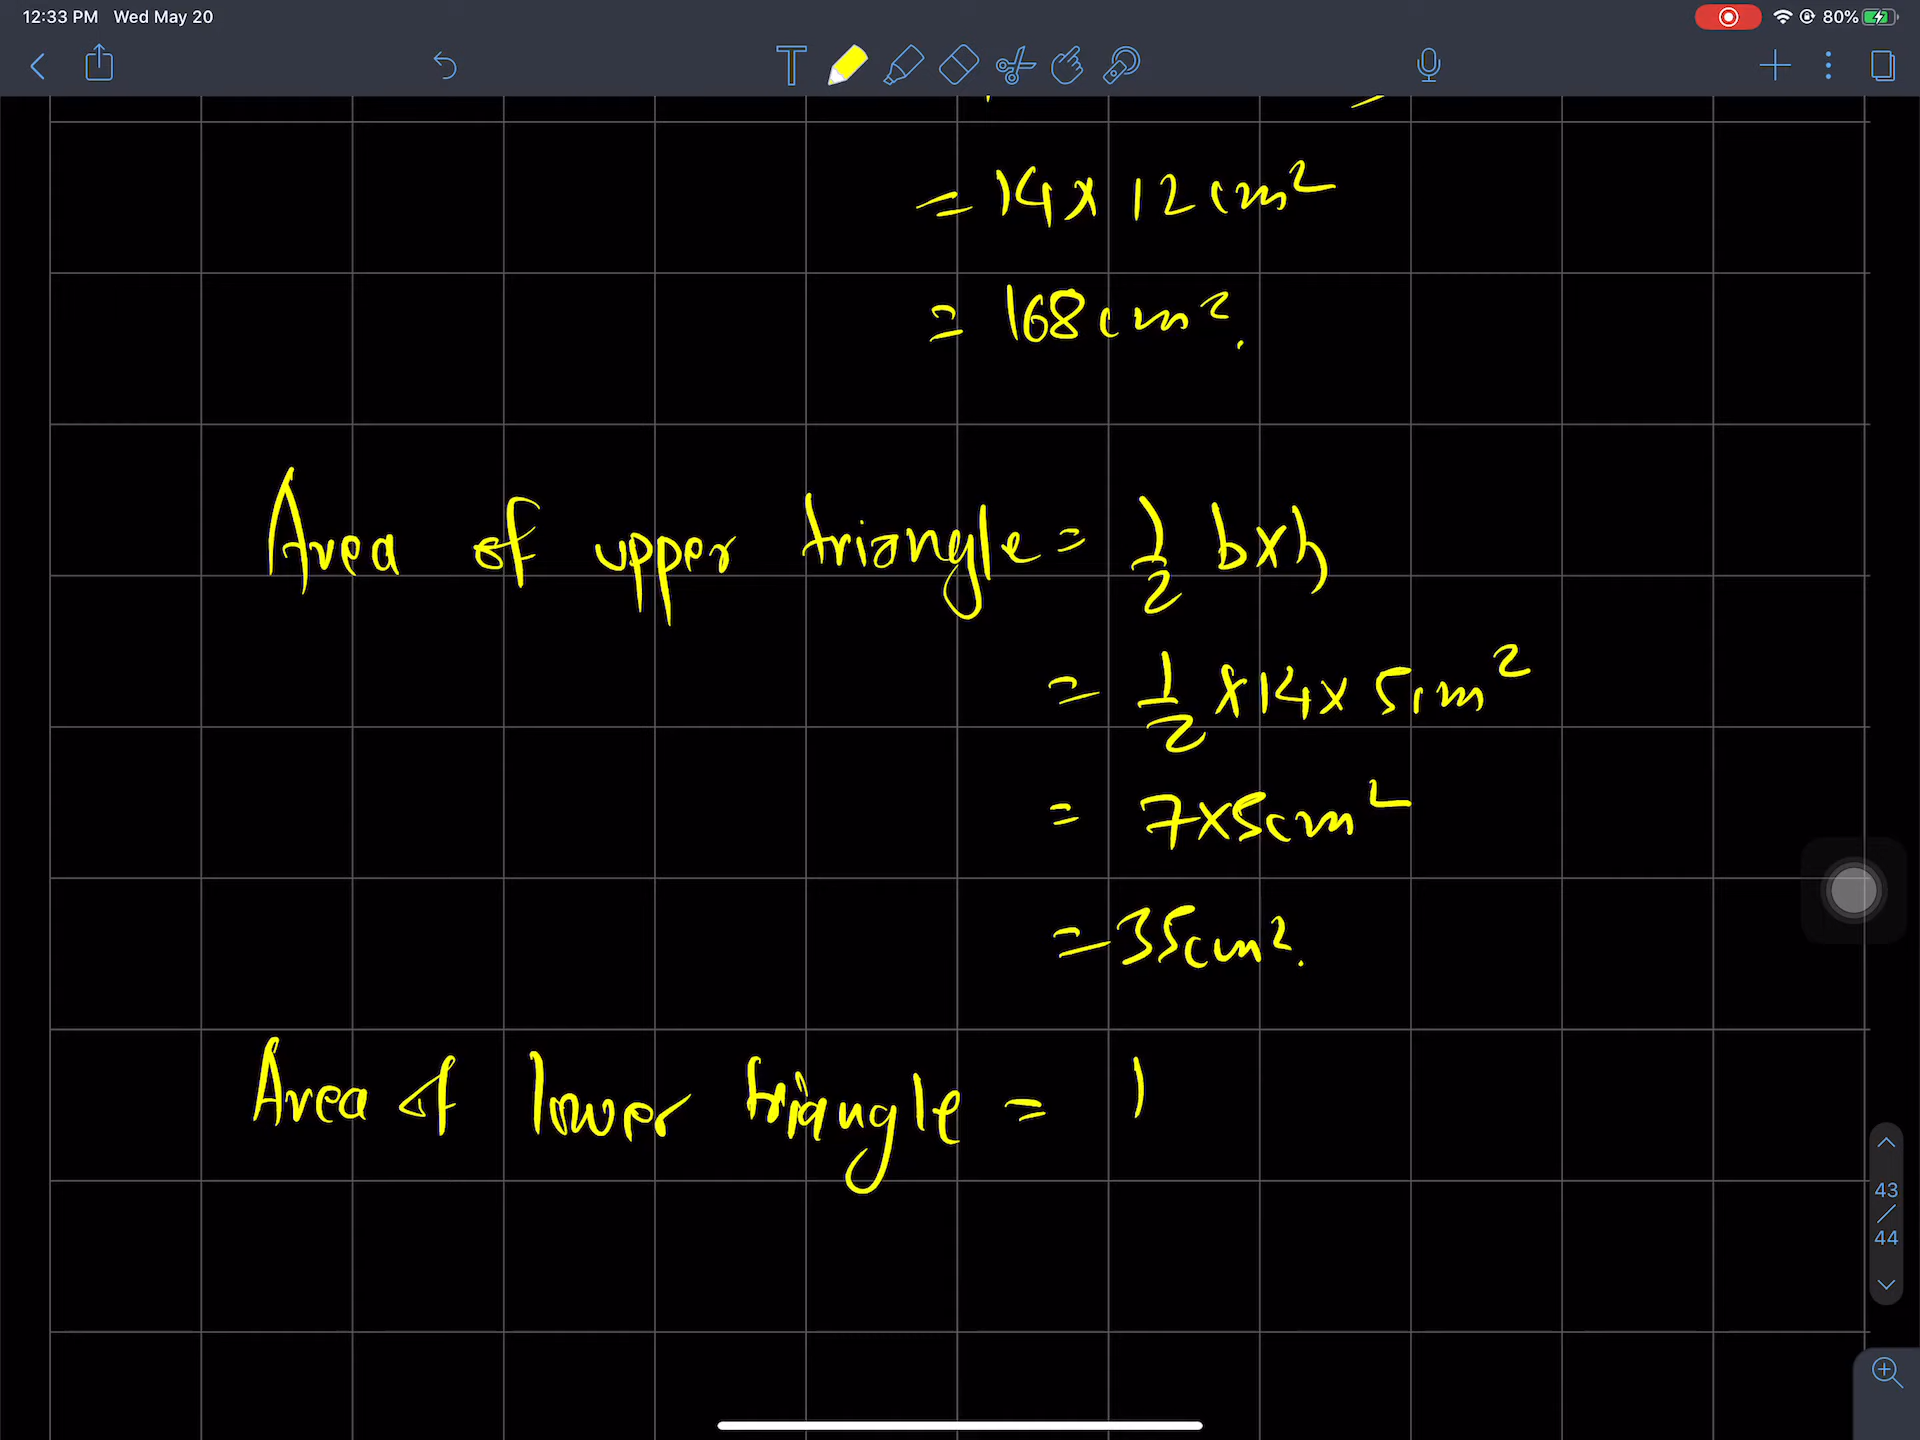 12:33 PM Wed May 20
80%
T
= 14 x 12 cm²
= 168 cm².
Area of upper triangle = 1/2 b x h
= 1/2 x 14 x 5 cm²
= 7 x 5 cm²
= 35 cm².
Area of lower triangle = 1
43
/
44